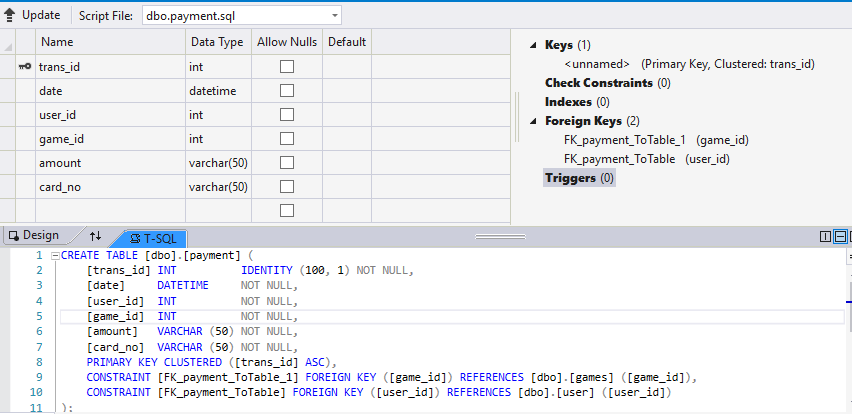 Update Script File: dbo.payment.sql
Name Data Type Allow Nulls Default
trans_id int
date datetime
user_id int
game_id int
amount varchar(50)
card_no varchar(50)
Keys (1)
<unnamed> (Primary Key, Clustered: trans_id)
Check Constraints (0)
Indexes (0)
Foreign Keys (2)
FK_payment_ToTable_1 (game_id)
FK_payment_ToTable (user_id)
Triggers (0)
Design T-SQL
1 CREATE TABLE [dbo].[payment] (
2 [trans_id] INT IDENTITY (100, 1) NOT NULL,
3 [date] DATETIME NOT NULL,
4 [user_id] INT NOT NULL,
5 [game_id] INT NOT NULL,
6 [amount] VARCHAR (50) NOT NULL,
7 [card_no] VARCHAR (50) NOT NULL,
8 PRIMARY KEY CLUSTERED ([trans_id] ASC),
9 CONSTRAINT [FK_payment_ToTable_1] FOREIGN KEY ([game_id]) REFERENCES [dbo].[games] ([game_id]),
10 CONSTRAINT [FK_payment_ToTable] FOREIGN KEY ([user_id]) REFERENCES [dbo].[user] ([user_id])
11 );